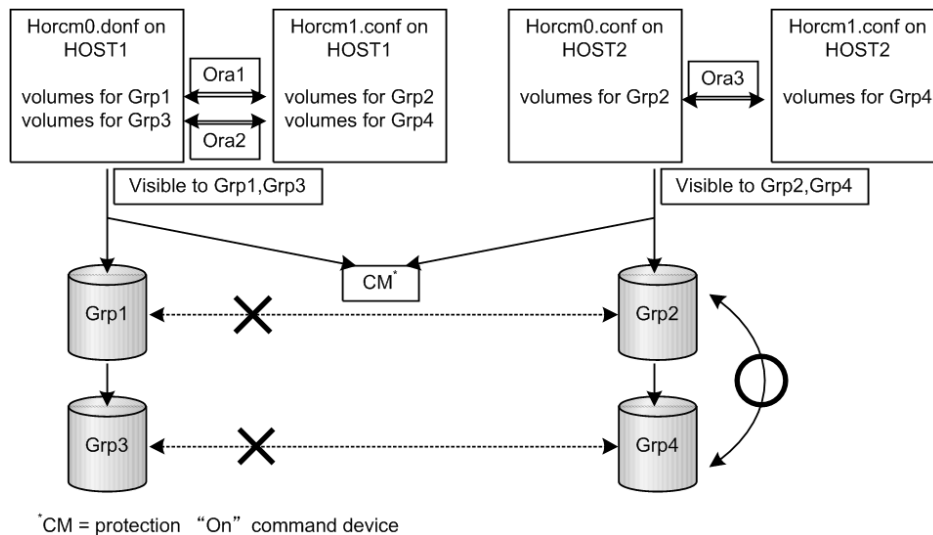 Horcm0.donf on
HOST1
volumes for Grp1
volumes for Grp3
Ora1
Ora2
Horcm1.conf on
HOST1
volumes for Grp2
volumes for Grp4
Horcm0.conf on
HOST2
volumes for Grp2
Ora3
Horcm1.conf on
HOST2
volumes for Grp4
Visible to Grp1,Grp3
Visible to Grp2,Grp4
CM*
Grp1
Grp2
Grp3
Grp4
*CM = protection “On” command device